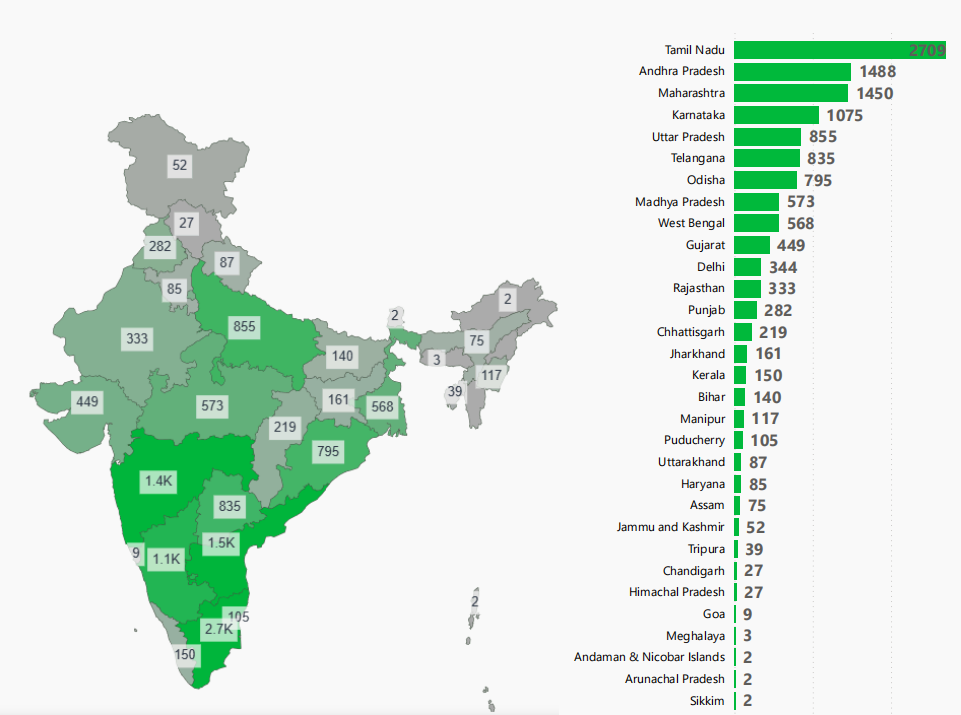 52
27
282
87
85
333
855
2
2
75
3
140
117
39
449
573
161
568
219
795
1.4K
835
1.5K
9
1.1K
105
2.7K
150
2
Tamil Nadu 2709
Andhra Pradesh 1488
Maharashtra 1450
Karnataka 1075
Uttar Pradesh 855
Telangana 835
Odisha 795
Madhya Pradesh 573
West Bengal 568
Gujarat 449
Delhi 344
Rajasthan 333
Punjab 282
Chhattisgarh 219
Jharkhand 161
Kerala 150
Bihar 140
Manipur 117
Puducherry 105
Uttarakhand 87
Haryana 85
Assam 75
Jammu and Kashmir 52
Tripura 39
Chandigarh 27
Himachal Pradesh 27
Goa 9
Meghalaya 3
Andaman & Nicobar Islands 2
Arunachal Pradesh 2
Sikkim 2